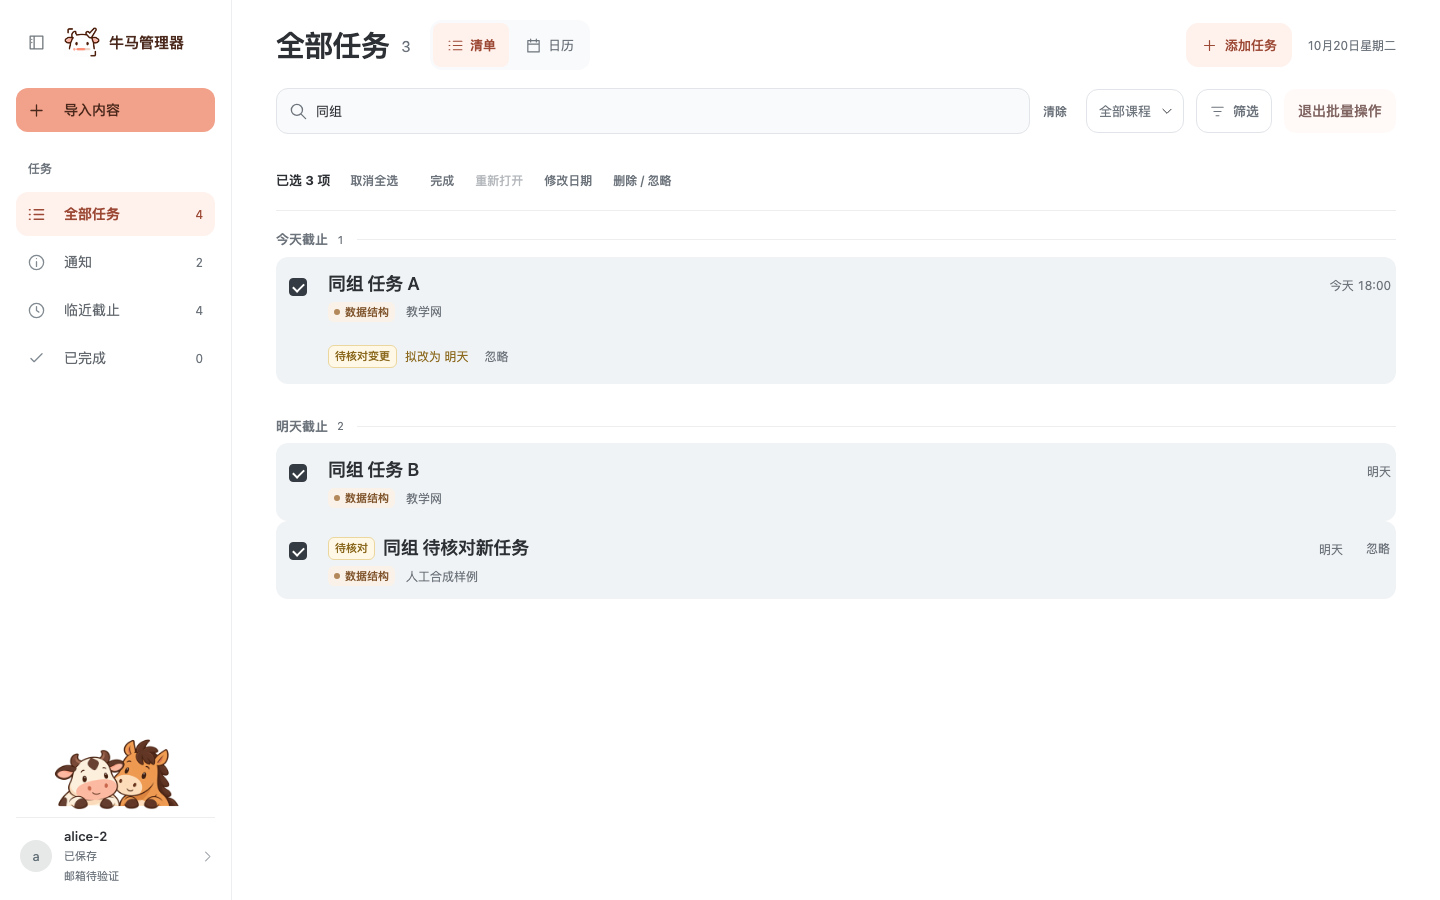 牛马管理器
导入内容
任务
全部任务 4
通知 2
临近截止 4
已完成 0
alice-2
a
已保存
邮箱待验证
全部任务 3
清单
日历
添加任务
10月20日星期二
同组
清除
全部课程
筛选
退出批量操作
已选 3 项 取消全选 完成 重新打开 修改日期 删除 / 忽略
今天截止 1
同组 任务 A 今天 18:00
数据结构 教学网
待核对变更 拟改为 明天 忽略
明天截止 2
同组 任务 B 明天
数据结构 教学网
待核对 同组 待核对新任务 明天 忽略
数据结构 人工合成样例